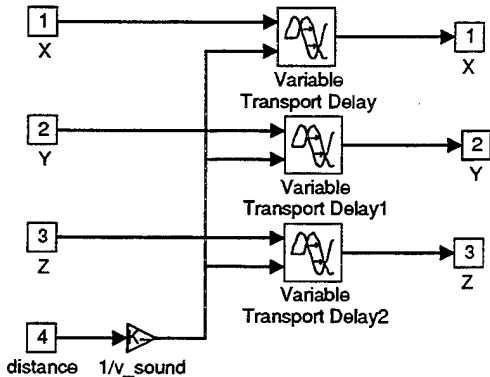 1
X
Variable
Transport Delay
1
X
2
Y
Variable
Transport Delay1
2
Y
3
Z
Variable
Transport Delay2
3
Z
4
distance
K-
1/v_sound